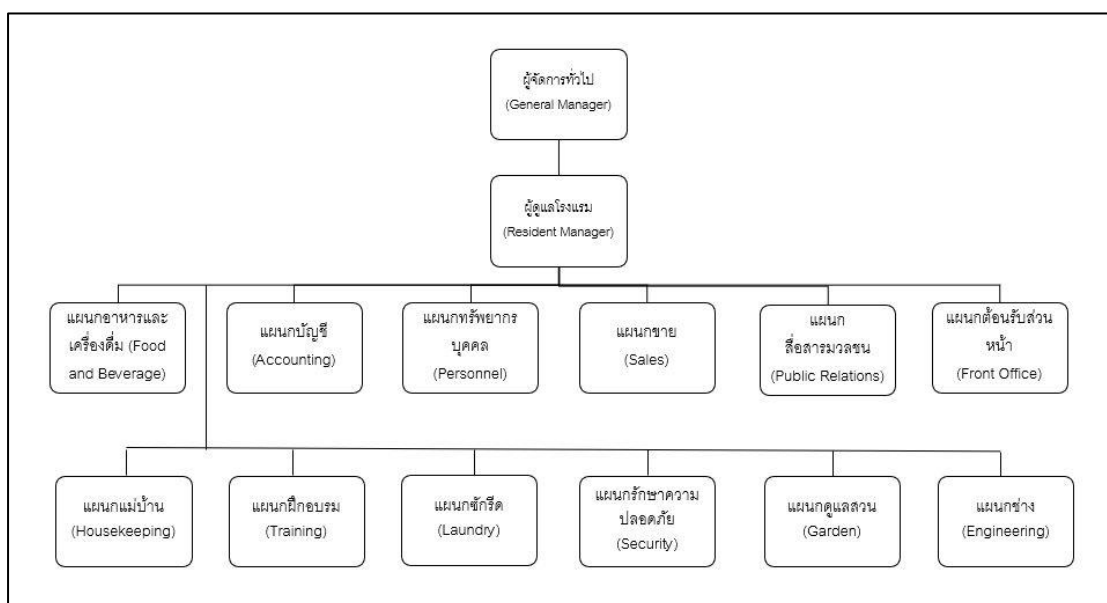 ผู้จัดการทั่วไป
(General Manager)
ผู้ดูแลโรงแรม
(Resident Manager)
แผนกอาหารและ
เครื่องดื่ม (Food
and Beverage)
แผนกบัญชี
(Accounting)
แผนกทรัพยากร
บุคคล
(Personnel)
แผนกขาย
(Sales)
แผนก
สื่อสารมวลชน
(Public Relations)
แผนกต้อนรับส่วน
หน้า
(Front Office)
แผนกแม่บ้าน
(Housekeeping)
แผนกฝึกอบรม
(Training)
แผนกซักรีด
(Laundry)
แผนกรักษาความ
ปลอดภัย
(Security)
แผนกดูแลสวน
(Garden)
แผนกช่าง
(Engineering)